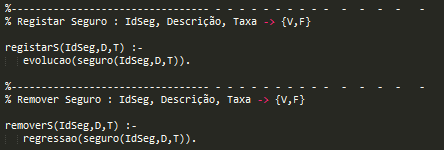 %--------------------------------- - - - - - - - - - -
% Registar Seguro : IdSeg, Descrição, Taxa -> {V,F}
registarS(IdSeg,D,T) :-
evolucao(seguro(IdSeg,D,T)).
%--------------------------------- - - - - - - - - - -
% Remover Seguro : IdSeg, Descrição, Taxa -> {V,F}
removerS(IdSeg,D,T) :-
regressao(seguro(IdSeg,D,T)).